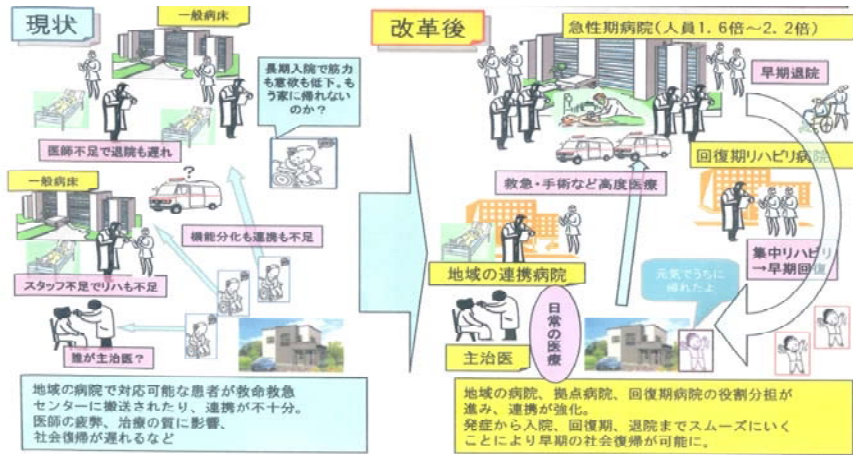 現状
一般病床
長期入院で筋力
も意欲も低下。も
う家に帰れない
のか？
医師不足で退院も遅れ
一般病床
?
機能分化も連携も不足
スタッフ不足でリハも不足
誰が主治医？
地域の病院で対応可能な患者が救命救急
センターに搬送されたり、連携が不十分。
医師の疲弊、治療の質に影響、
社会復帰が遅れるなど
改革後
急性期病院（人員1．6倍～2．2倍）
早期退院
回復期リハビリ病院
救急・手術など高度医療
集中リハビリ
→早期回復
地域の連携病院
元気でうちに
帰れたよ
日常の医療
主治医
地域の病院、拠点病院、回復期病院の役割分担が
進み、連携が強化。
発症から入院、回復期、退院までスムーズにいく
ことにより早期の社会復帰が可能に。